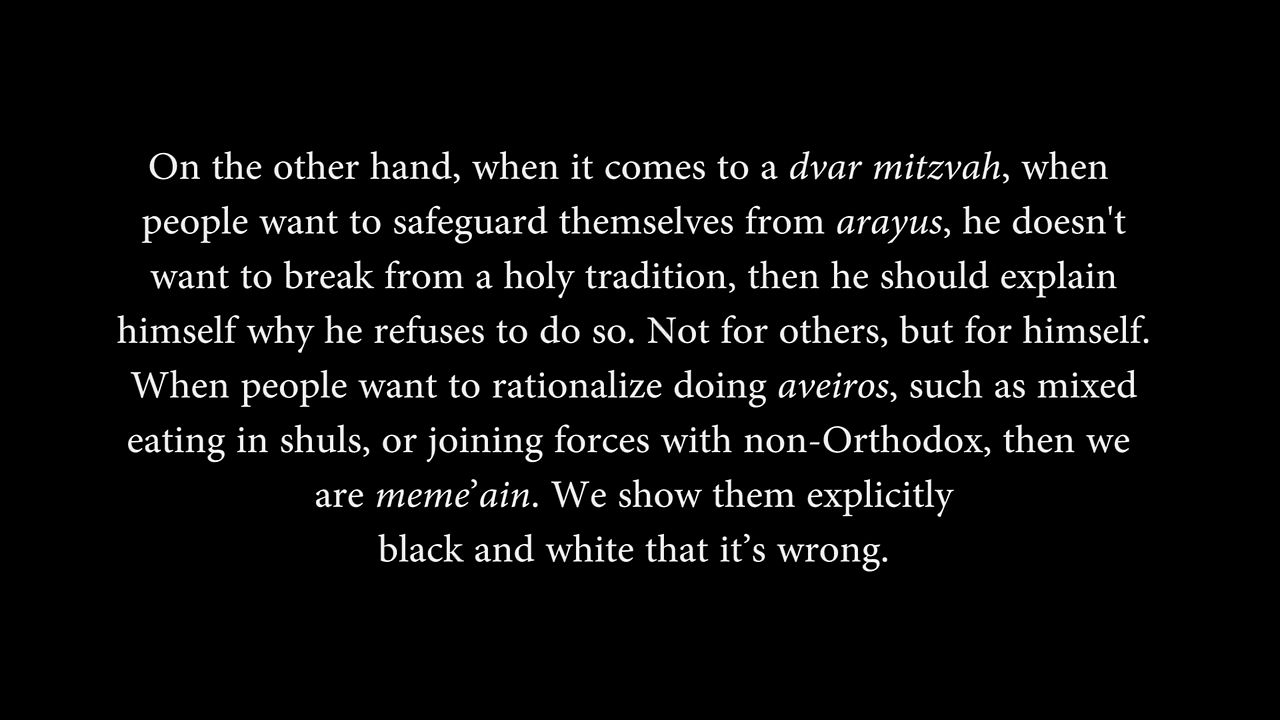 On the other hand, when it comes to a dvar mitzvah, when
people want to safeguard themselves from arayus, he doesn't
want to break from a holy tradition, then he should explain
himself why he refuses to do so. Not for others, but for himself.
When people want to rationalize doing aveiros, such as mixed
eating in shuls, or joining forces with non-Orthodox, then we
are meme’ain. We show them explicitly
black and white that it’s wrong.